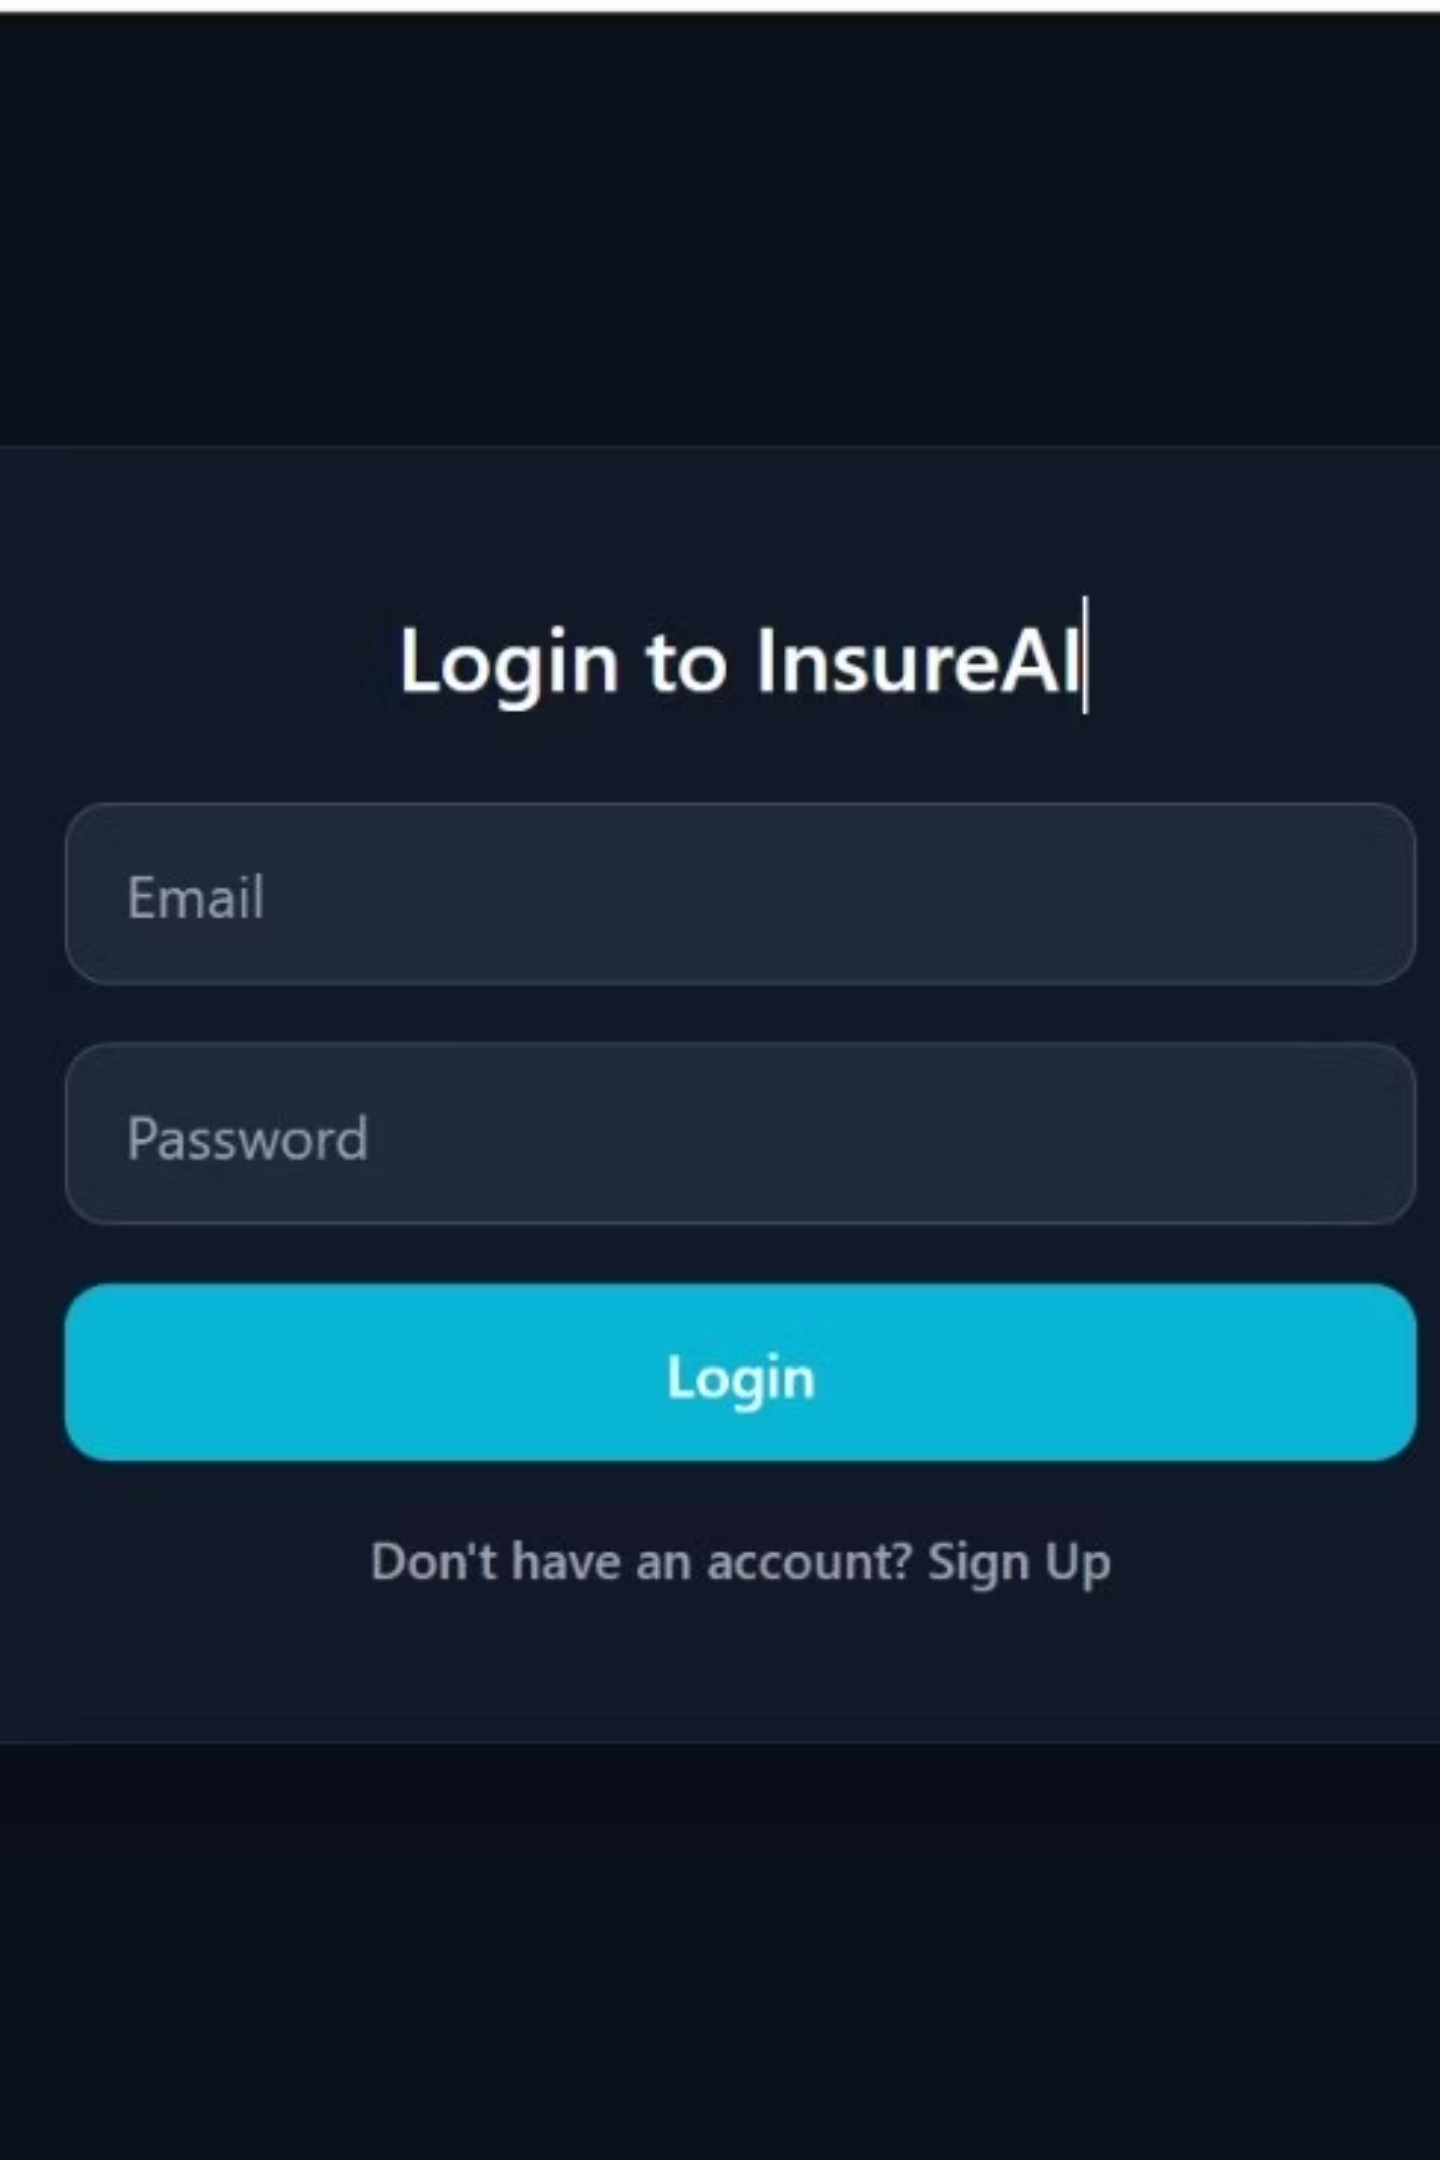 Login to InsureAI
Email
Password
Login
Don't have an account? Sign Up